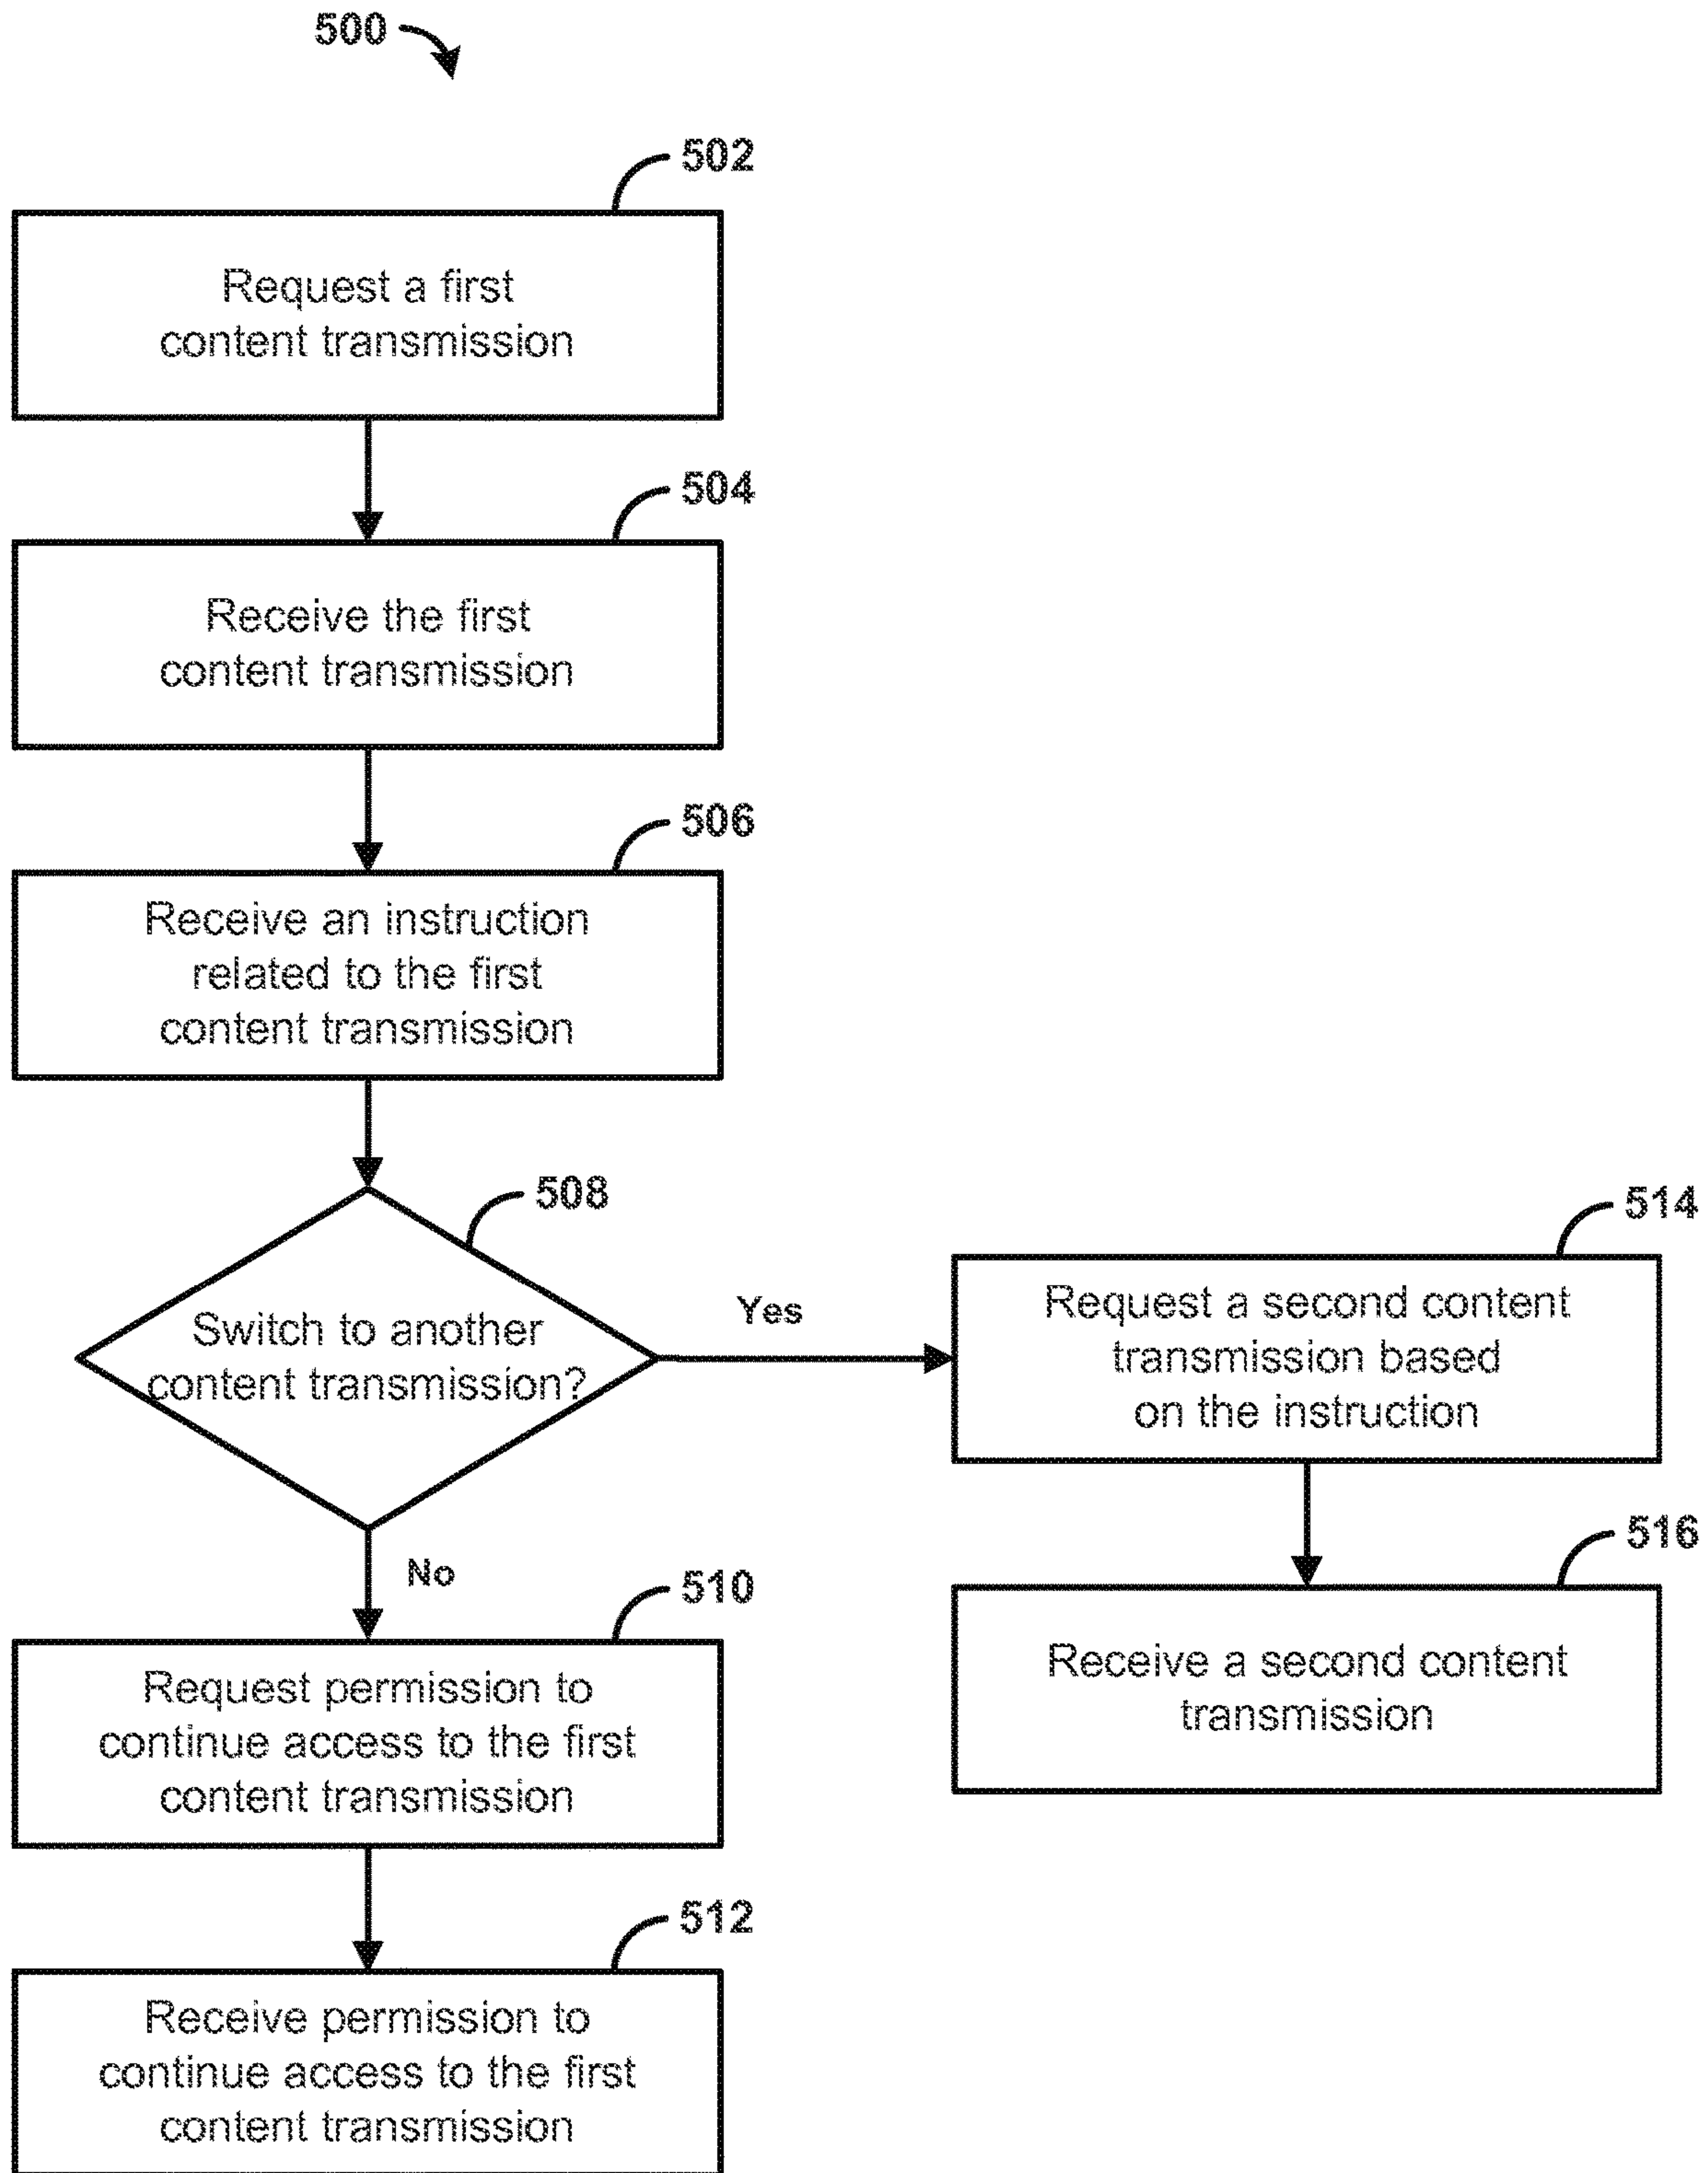 500
502
Request a first
content transmission
504
Receive the first
content transmission
506
Receive an instruction
related to the first
content transmission
508
Switch to another
content transmission?
Yes
No
510
Request permission to
continue access to the first
content transmission
512
Receive permission to
continue access to the first
content transmission
514
Request a second content
transmission based
on the instruction
516
Receive a second content
transmission